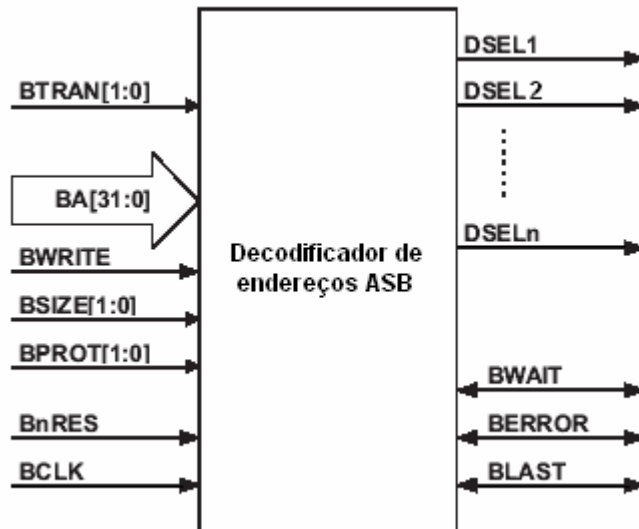 BTRAN[1:0]
BA[31:0]
BWRITE
BSIZE[1:0]
BPROT[1:0]
BnRES
BCLK
Decodificador de
endereços ASB
DSEL1
DSEL2
DSELn
BWAIT
BERROR
BLAST